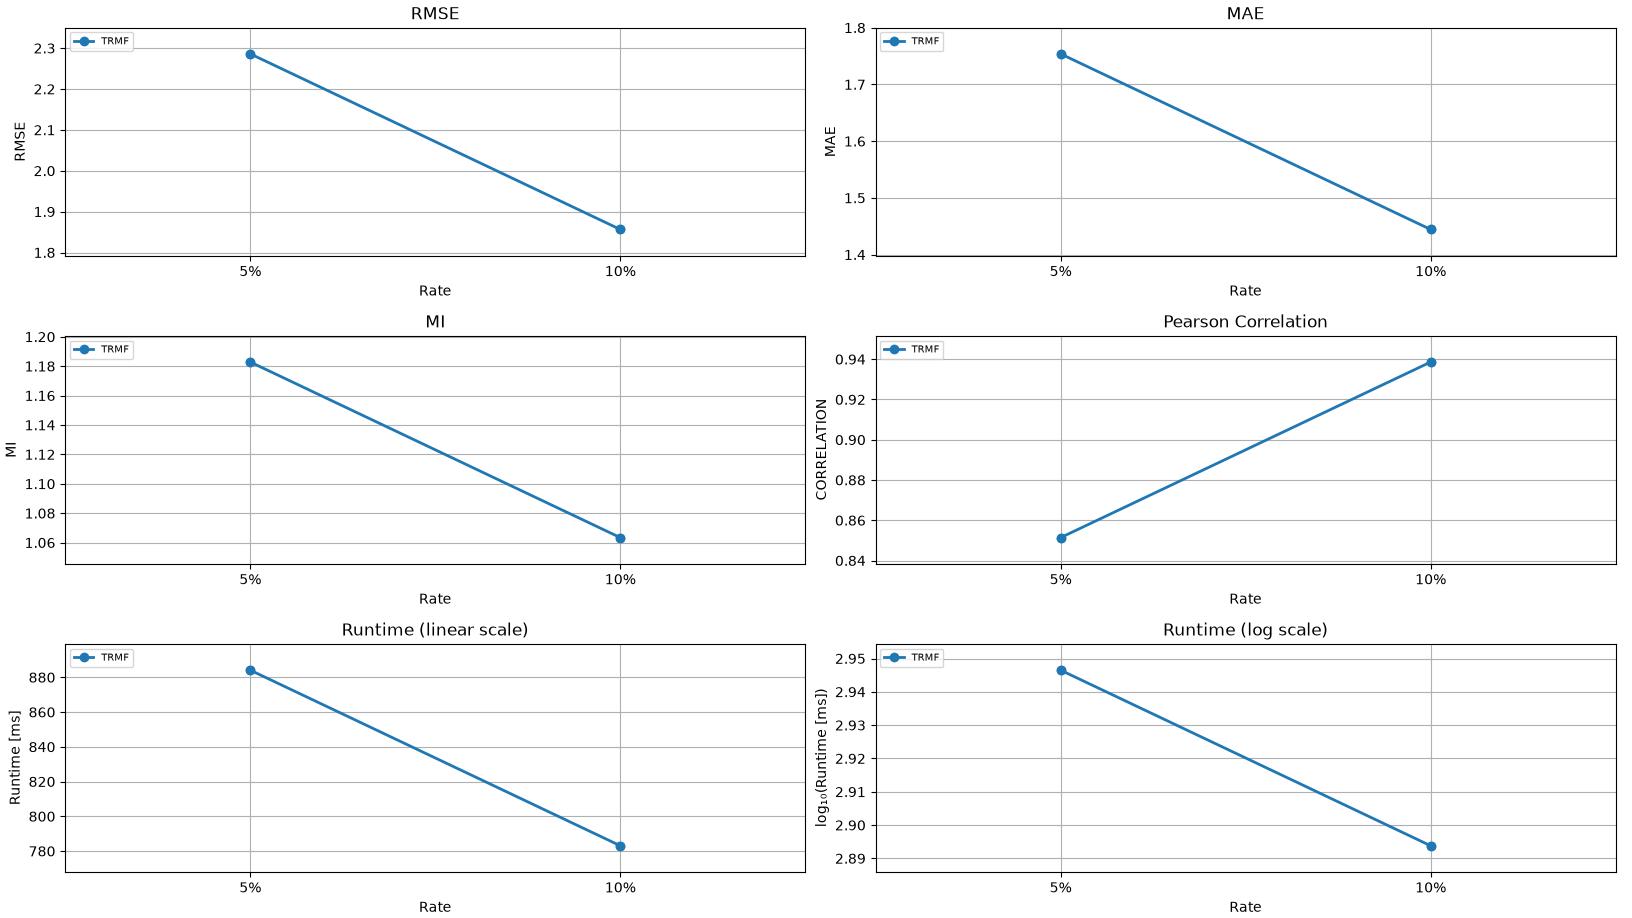 RMSE
TRMF
2.3
2.2
2.1
2.0
1.9
1.8
RMSE
5% 10%
Rate
MAE
TRMF
1.8
1.7
1.6
1.5
1.4
MAE
5% 10%
Rate
MI
TRMF
1.20
1.18
1.16
1.14
1.12
1.10
1.08
1.06
MI
5% 10%
Rate
Pearson Correlation
TRMF
0.94
0.92
0.90
0.88
0.86
0.84
CORRELATION
5% 10%
Rate
Runtime (linear scale)
TRMF
880
860
840
820
800
780
Runtime [ms]
5% 10%
Rate
Runtime (log scale)
TRMF
2.95
2.94
2.93
2.92
2.91
2.90
2.89
log₁₀(Runtime [ms])
5% 10%
Rate